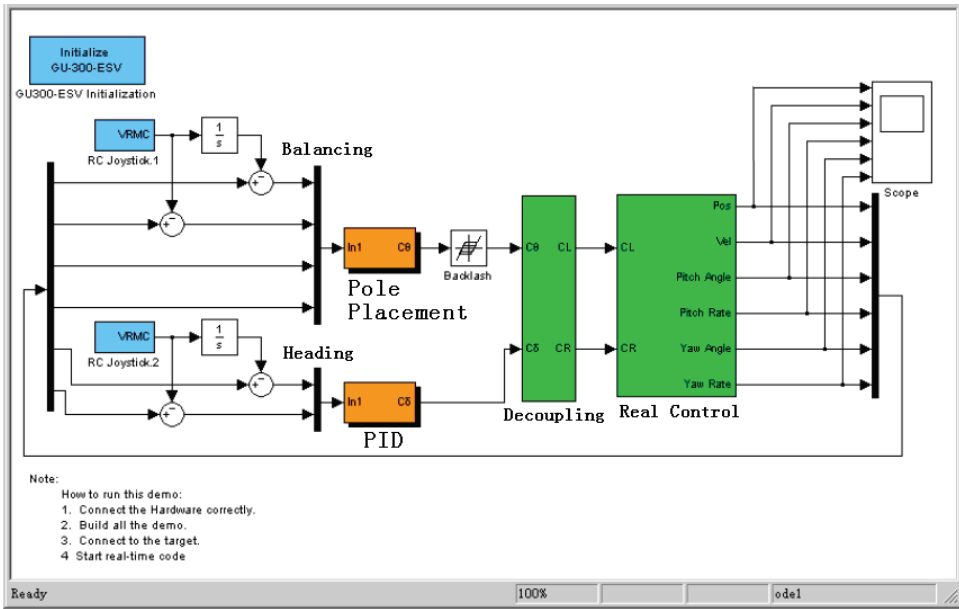 Initialize
GU-300-ESV
GU300-ESV Initialization
VRMC
RC Joystick.1
1
s
Balancing
+
−
+
−
In1
Cθ
Pole
Placement
Backlash
Cθ
CL
Cδ
CR
Decoupling
CL
CR
Pos
Vel
Pitch Angle
Pitch Rate
Yaw Angle
Yaw Rate
Real Control
Scope
VRMC
RC Joystick.2
1
s
Heading
+
−
+
−
In1
Cδ
PID
Note:
How to run this demo:
1. Connect the Hardware correctly.
2. Build all the demo.
3. Connect to the target.
4 Start real-time code
Ready
100%
ode1